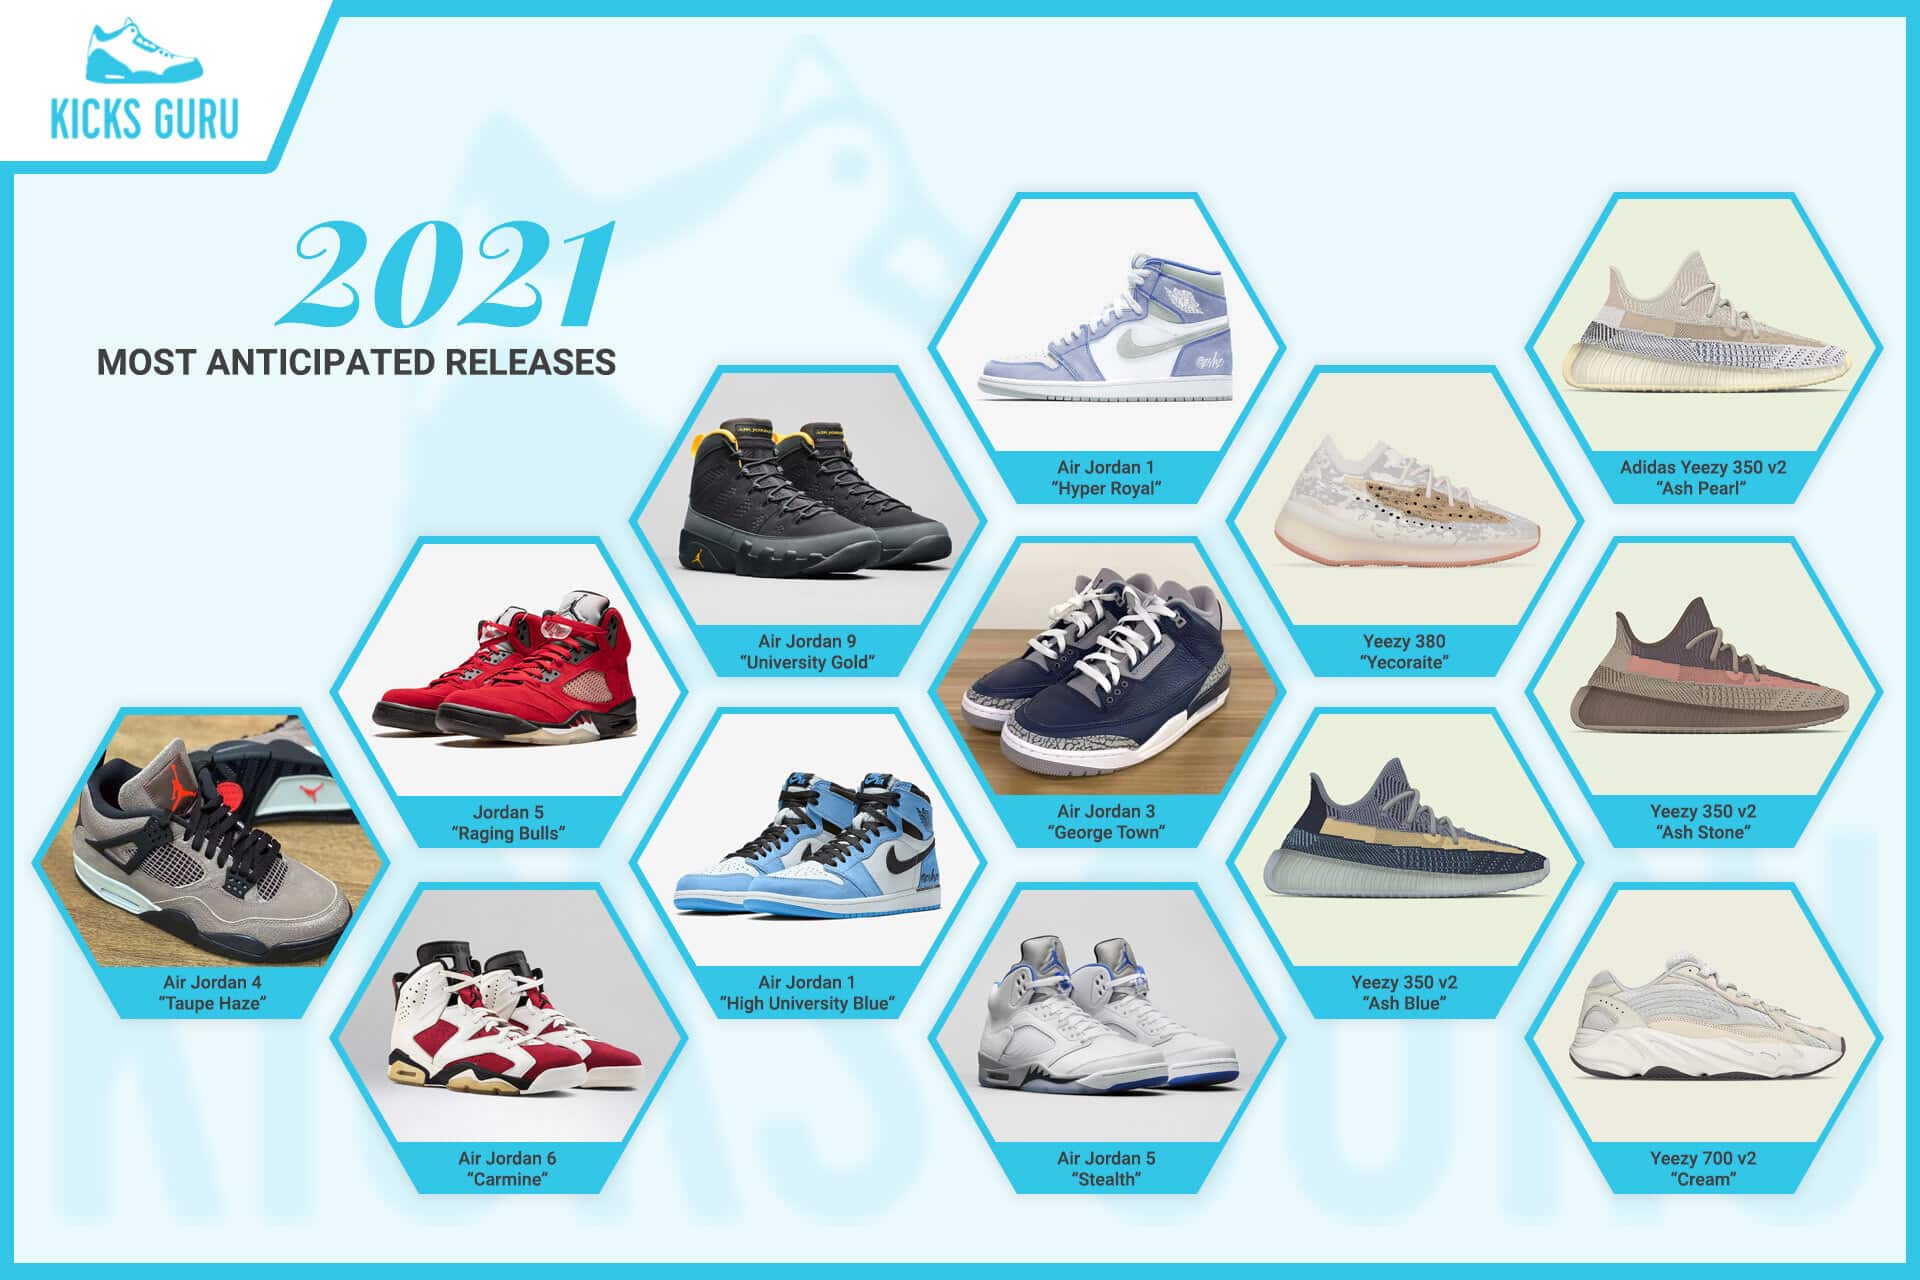 KICKS GURU
2021
MOST ANTICIPATED RELEASES
Air Jordan 1
“Hyper Royal”
Adidas Yeezy 350 v2
“Ash Pearl”
Air Jordan 9
“University Gold”
Yeezy 380
“Yecoraite”
Jordan 5
“Raging Bulls”
Air Jordan 3
“George Town”
Yeezy 350 v2
“Ash Stone”
Air Jordan 4
“Taupe Haze”
Air Jordan 1
“High University Blue”
Yeezy 350 v2
“Ash Blue”
Air Jordan 6
“Carmine”
Air Jordan 5
“Stealth”
Yeezy 700 v2
“Cream”
KICKS GURU